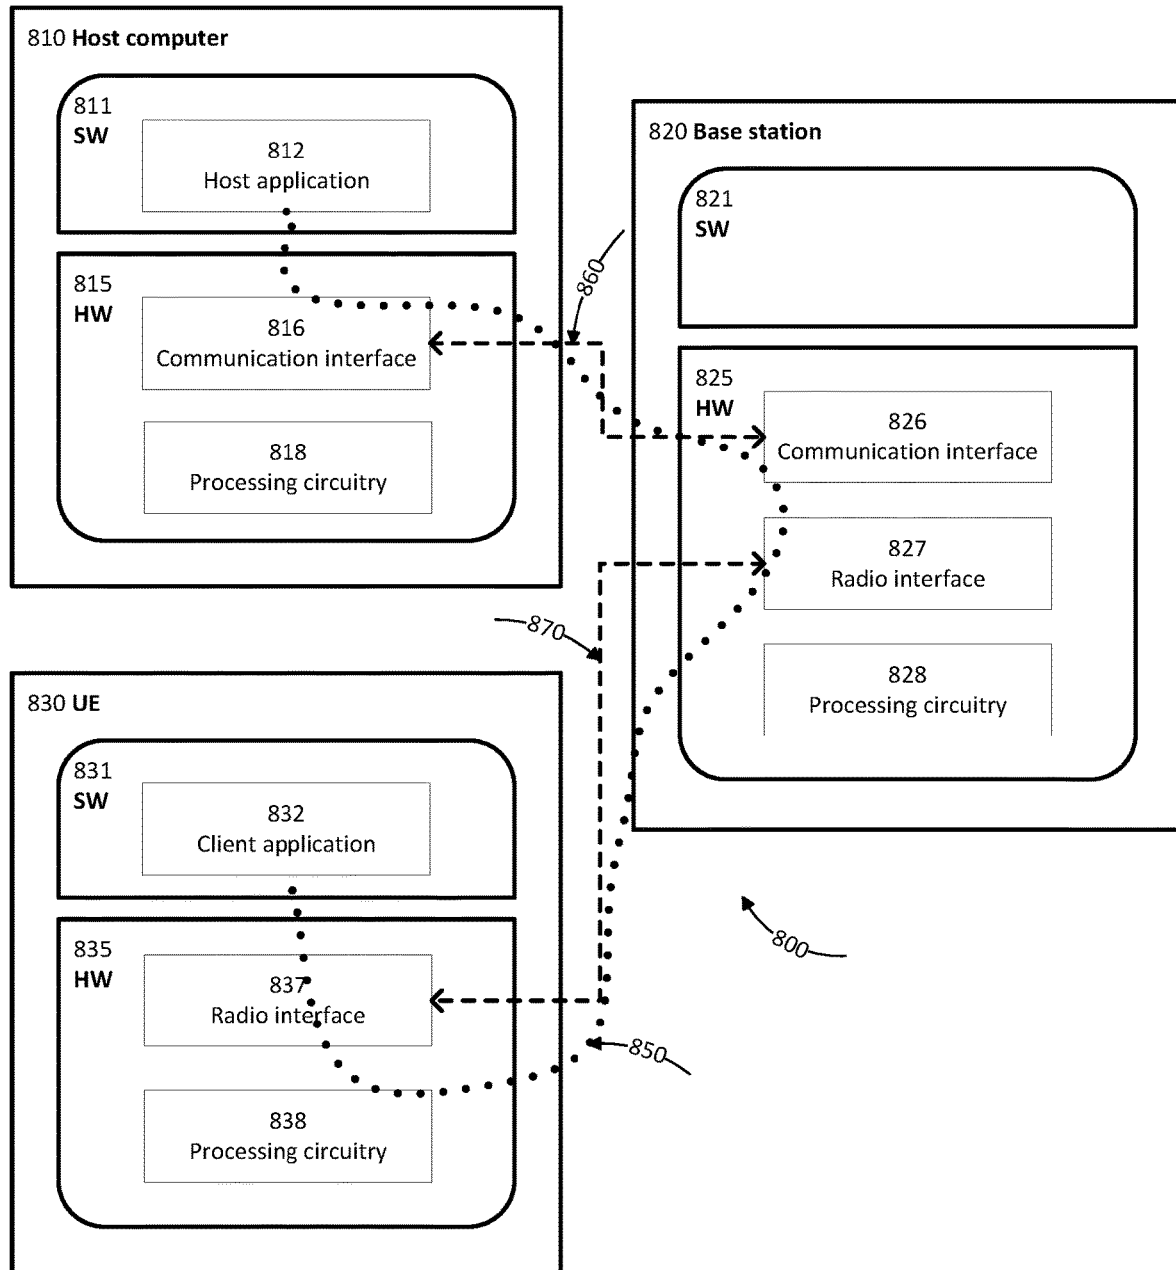 810 Host computer
811
SW
812
Host application
815
HW
816
Communication interface
818
Processing circuitry
860
820 Base station
821
SW
825
HW
826
Communication interface
827
Radio interface
828
Processing circuitry
870
830 UE
831
SW
832
Client application
835
HW
837
Radio interface
838
Processing circuitry
800
850